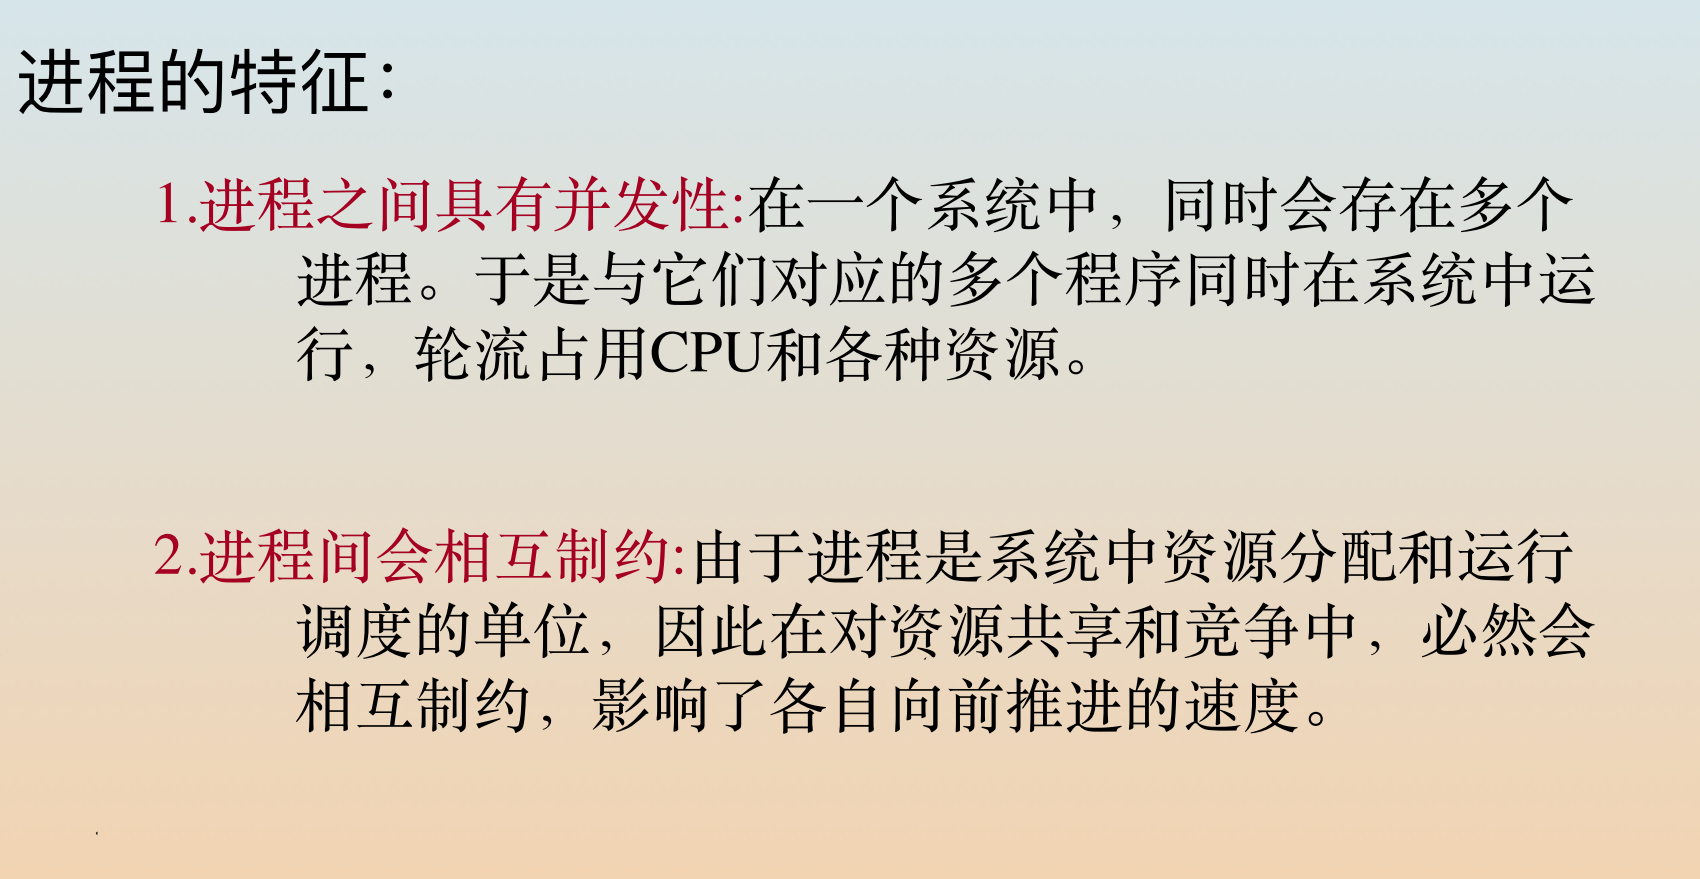 进程的特征：
1.进程之间具有并发性:在一个系统中，同时会存在多个
进程。于是与它们对应的多个程序同时在系统中运
行，轮流占用CPU和各种资源。
2.进程间会相互制约:由于进程是系统中资源分配和运行
调度的单位，因此在对资源共享和竞争中，必然会
相互制约，影响了各自向前推进的速度。